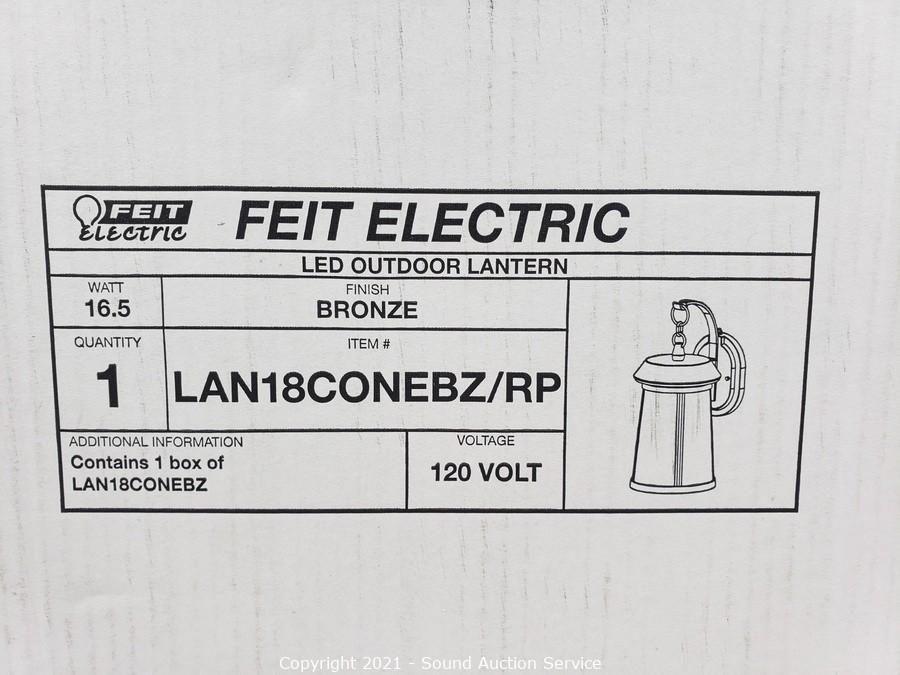 FEIT
ELECTRIC
FEIT ELECTRIC
LED OUTDOOR LANTERN
WATT
16.5
FINISH
BRONZE
QUANTITY
1
ITEM #
LAN18CONEBZ/RP
ADDITIONAL INFORMATION
Contains 1 box of
LAN18CONEBZ
VOLTAGE
120 VOLT
Copyright 2021 - Sound Auction Service